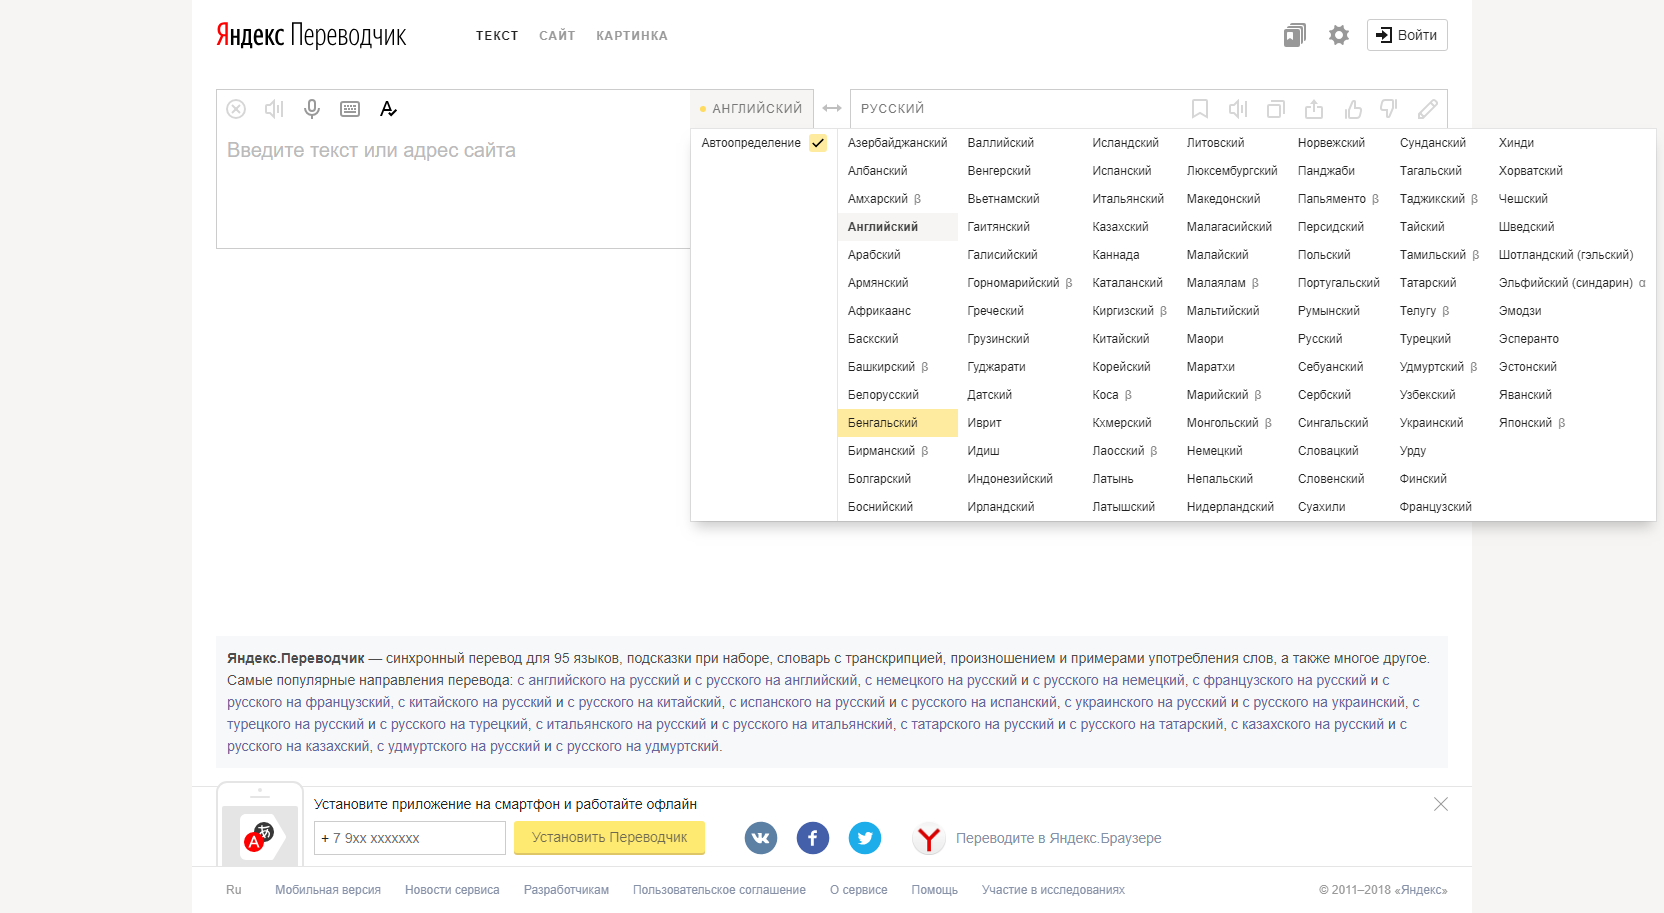 Яндекс Переводчик
ТЕКСТ САЙТ КАРТИНКА
Войти
АНГЛИЙСКИЙ
РУССКИЙ
Введите текст или адрес сайта
Автоопределение
Азербайджанский
Албанский
Амхарский β
Английский
Арабский
Армянский
Африкаанс
Баскский
Башкирский β
Белорусский
Бенгальский
Бирманский β
Болгарский
Боснийский
Валлийский
Венгерский
Вьетнамский
Гаитянский
Галисийский
Горномарийский β
Греческий
Грузинский
Гуджарати
Датский
Иврит
Идиш
Индонезийский
Ирландский
Исландский
Испанский
Итальянский
Казахский
Каннада
Каталанский
Киргизский β
Китайский
Корейский
Коса β
Кхмерский
Лаосский β
Латынь
Латышский
Литовский
Люксембургский
Македонский
Малагасийский
Малайский
Малаялам β
Мальтийский
Маори
Маратхи
Марийский β
Монгольский β
Немецкий
Непальский
Нидерландский
Норвежский
Панджаби
Папьяменто β
Персидский
Польский
Португальский
Румынский
Русский
Себуанский
Сербский
Сингальский
Словацкий
Словенский
Суахили
Сунданский
Тагальский
Таджикский β
Тайский
Тамильский β
Татарский
Телугу β
Турецкий
Удмуртский β
Узбекский
Украинский
Урду
Финский
Французский
Хинди
Хорватский
Чешский
Шведский
Шотландский (гэльский)
Эльфийский (синдарин) α
Эмодзи
Эсперанто
Эстонский
Яванский
Японский β
Яндекс.Переводчик — синхронный перевод для 95 языков, подсказки при наборе, словарь с транскрипцией, произношением и примерами употребления слов, а также многое другое.
Самые популярные направления перевода: с английского на русский и с русского на английский, с немецкого на русский и с русского на немецкий, с французского на русский и с
русского на французский, с китайского на русский и с русского на китайский, с испанского на русский и с русского на испанский, с украинского на русский и с русского на украинский, с
турецкого на русский и с русского на турецкий, с итальянского на русский и с русского на итальянский, с татарского на русский и с русского на татарский, с казахского на русский и с
русского на казахский, с удмуртского на русский и с русского на удмуртский.
Установите приложение на смартфон и работайте офлайн
+ 7 9xx xxxxxxx
Установить Переводчик
Переводите в Яндекс.Браузере
Ru Мобильная версия Новости сервиса Разработчикам Пользовательское соглашение О сервисе Помощь Участие в исследованиях © 2011–2018 «Яндекс»